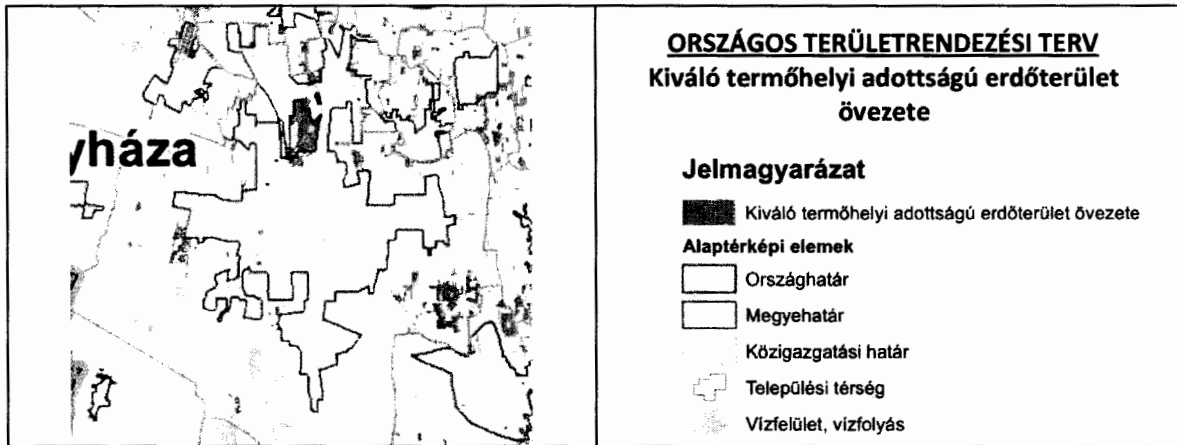 yháza
ORSZÁGOS TERÜLETRENDEZÉSI TERV
Kiváló termőhelyi adottságú erdőterület
övezete
Jelmagyarázat
Kiváló termőhelyi adottságú erdőterület övezete
Alaptérképi elemek
Országhatár
Megyehatár
Közigazgatási határ
Települési térség
Vízfelület, vízfolyás